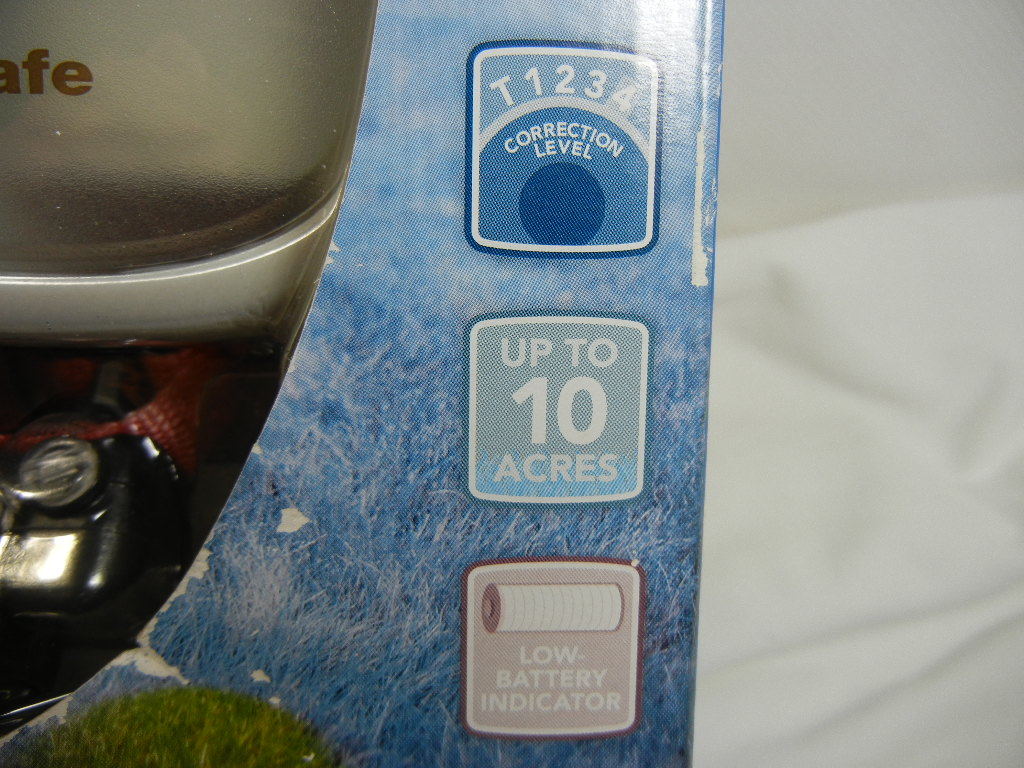 afe
T 1 2 3 4
CORRECTION
LEVEL
UP TO
10
ACRES
LOW-
BATTERY
INDICATOR